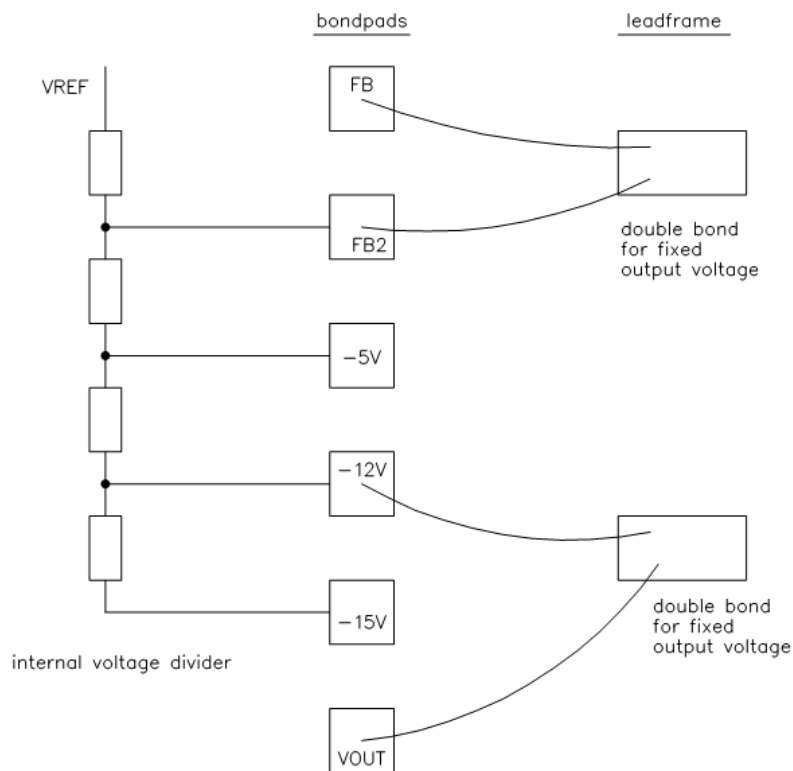 bondpads
leadframe
VREF
FB
FB2
double bond
for fixed
output voltage
−5V
−12V
−15V
double bond
for fixed
output voltage
internal voltage divider
VOUT